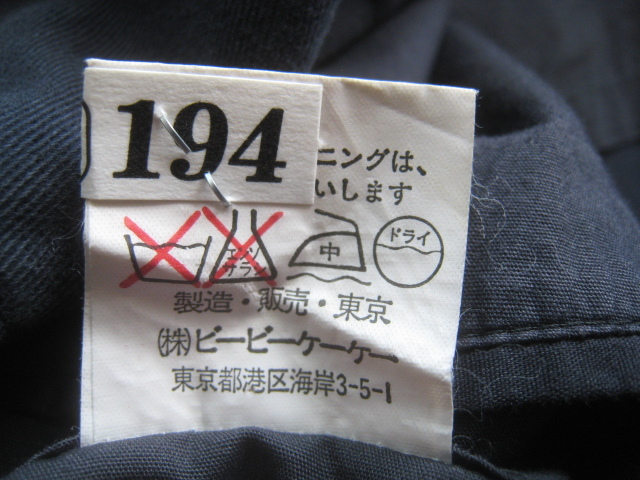 194
ニングは、
いします
エンソ
サラシ
中
ドライ
製造・販売・東京
(株)ビービーケーケー
東京都港区海岸3-5-1